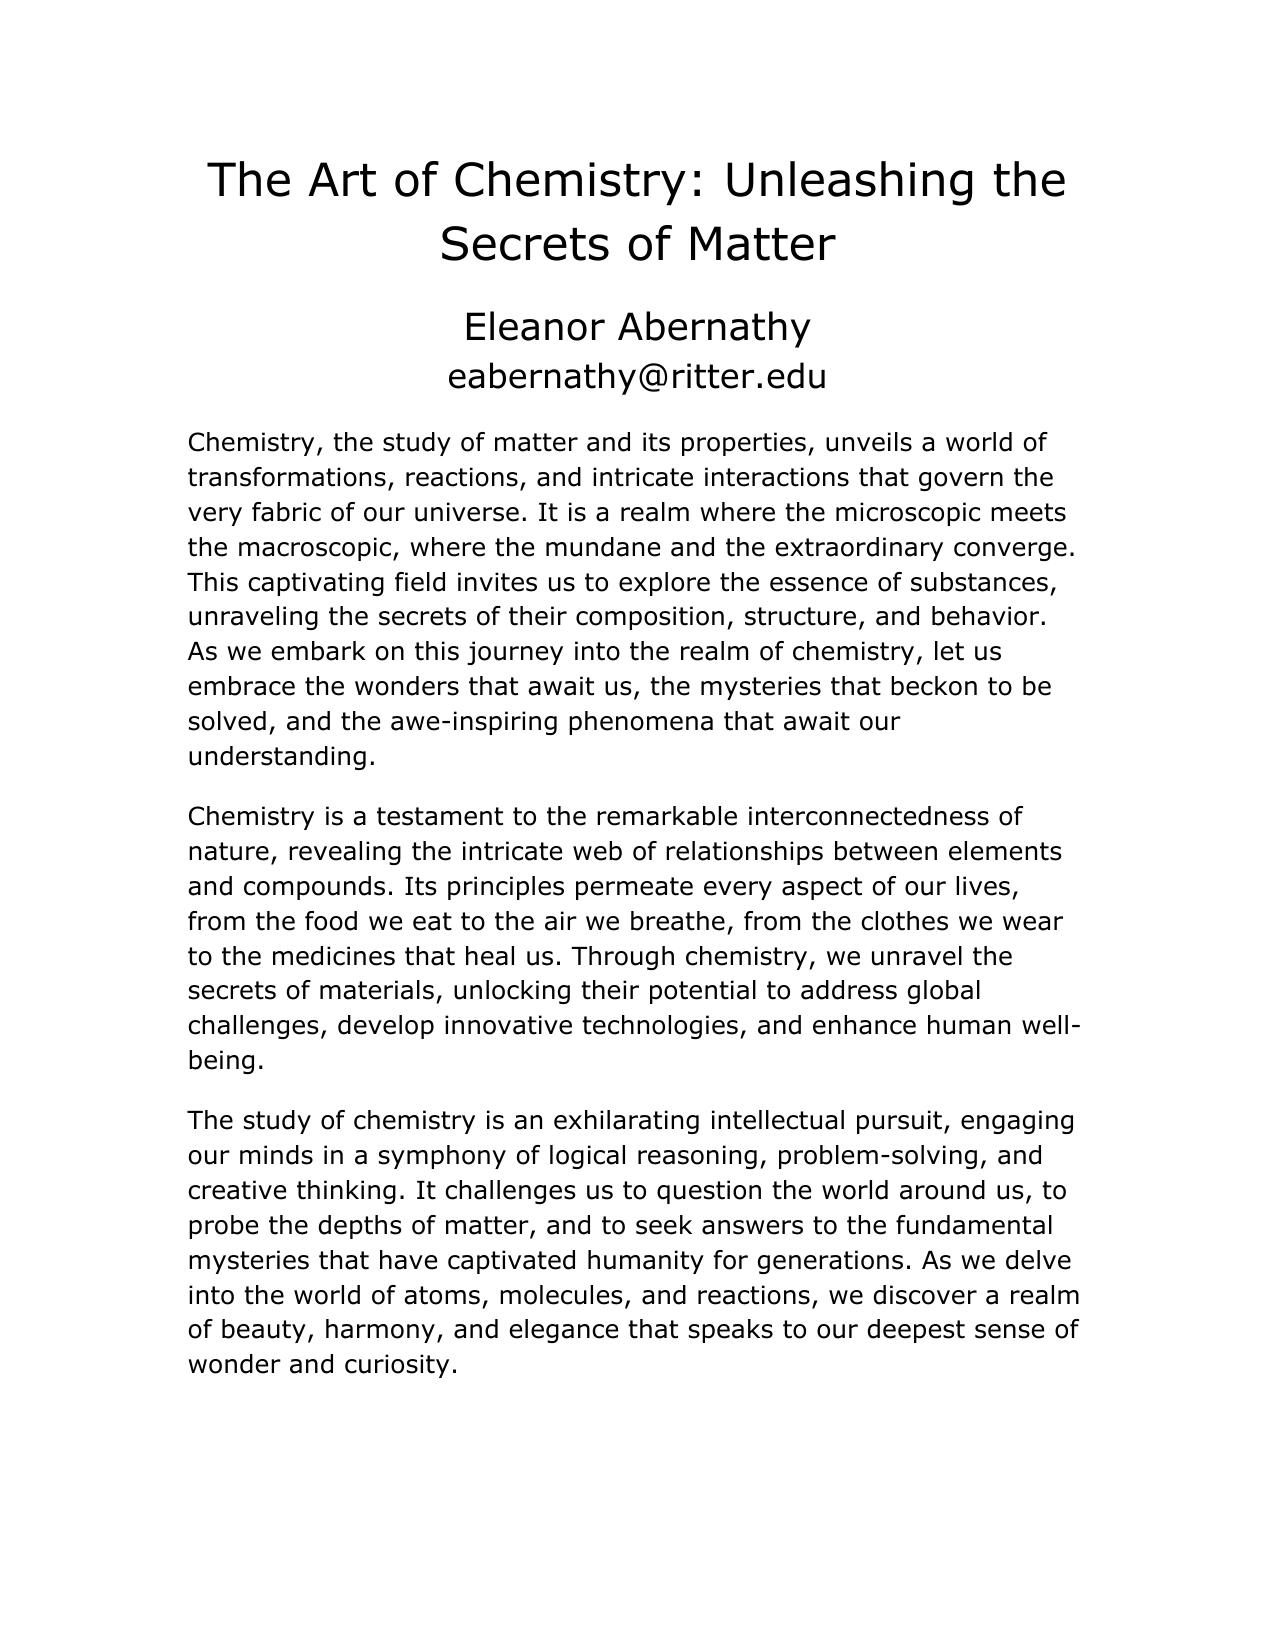 The Art of Chemistry: Unleashing the
Secrets of Matter
Eleanor Abernathy
eabernathy@ritter.edu
Chemistry, the study of matter and its properties, unveils a world of
transformations, reactions, and intricate interactions that govern the
very fabric of our universe. It is a realm where the microscopic meets
the macroscopic, where the mundane and the extraordinary converge.
This captivating field invites us to explore the essence of substances,
unraveling the secrets of their composition, structure, and behavior.
As we embark on this journey into the realm of chemistry, let us
embrace the wonders that await us, the mysteries that beckon to be
solved, and the awe-inspiring phenomena that await our
understanding.
Chemistry is a testament to the remarkable interconnectedness of
nature, revealing the intricate web of relationships between elements
and compounds. Its principles permeate every aspect of our lives,
from the food we eat to the air we breathe, from the clothes we wear
to the medicines that heal us. Through chemistry, we unravel the
secrets of materials, unlocking their potential to address global
challenges, develop innovative technologies, and enhance human well-
being.
The study of chemistry is an exhilarating intellectual pursuit, engaging
our minds in a symphony of logical reasoning, problem-solving, and
creative thinking. It challenges us to question the world around us, to
probe the depths of matter, and to seek answers to the fundamental
mysteries that have captivated humanity for generations. As we delve
into the world of atoms, molecules, and reactions, we discover a realm
of beauty, harmony, and elegance that speaks to our deepest sense of
wonder and curiosity.